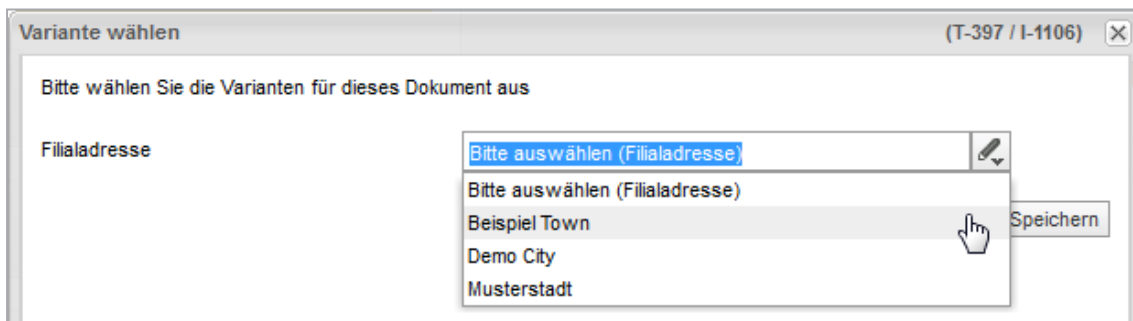 Variante wählen (T-397 / I-1106)
Bitte wählen Sie die Varianten für dieses Dokument aus
Filialadresse Bitte auswählen (Filialadresse)
Bitte auswählen (Filialadresse)
Beispiel Town Speichern
Demo City
Musterstadt